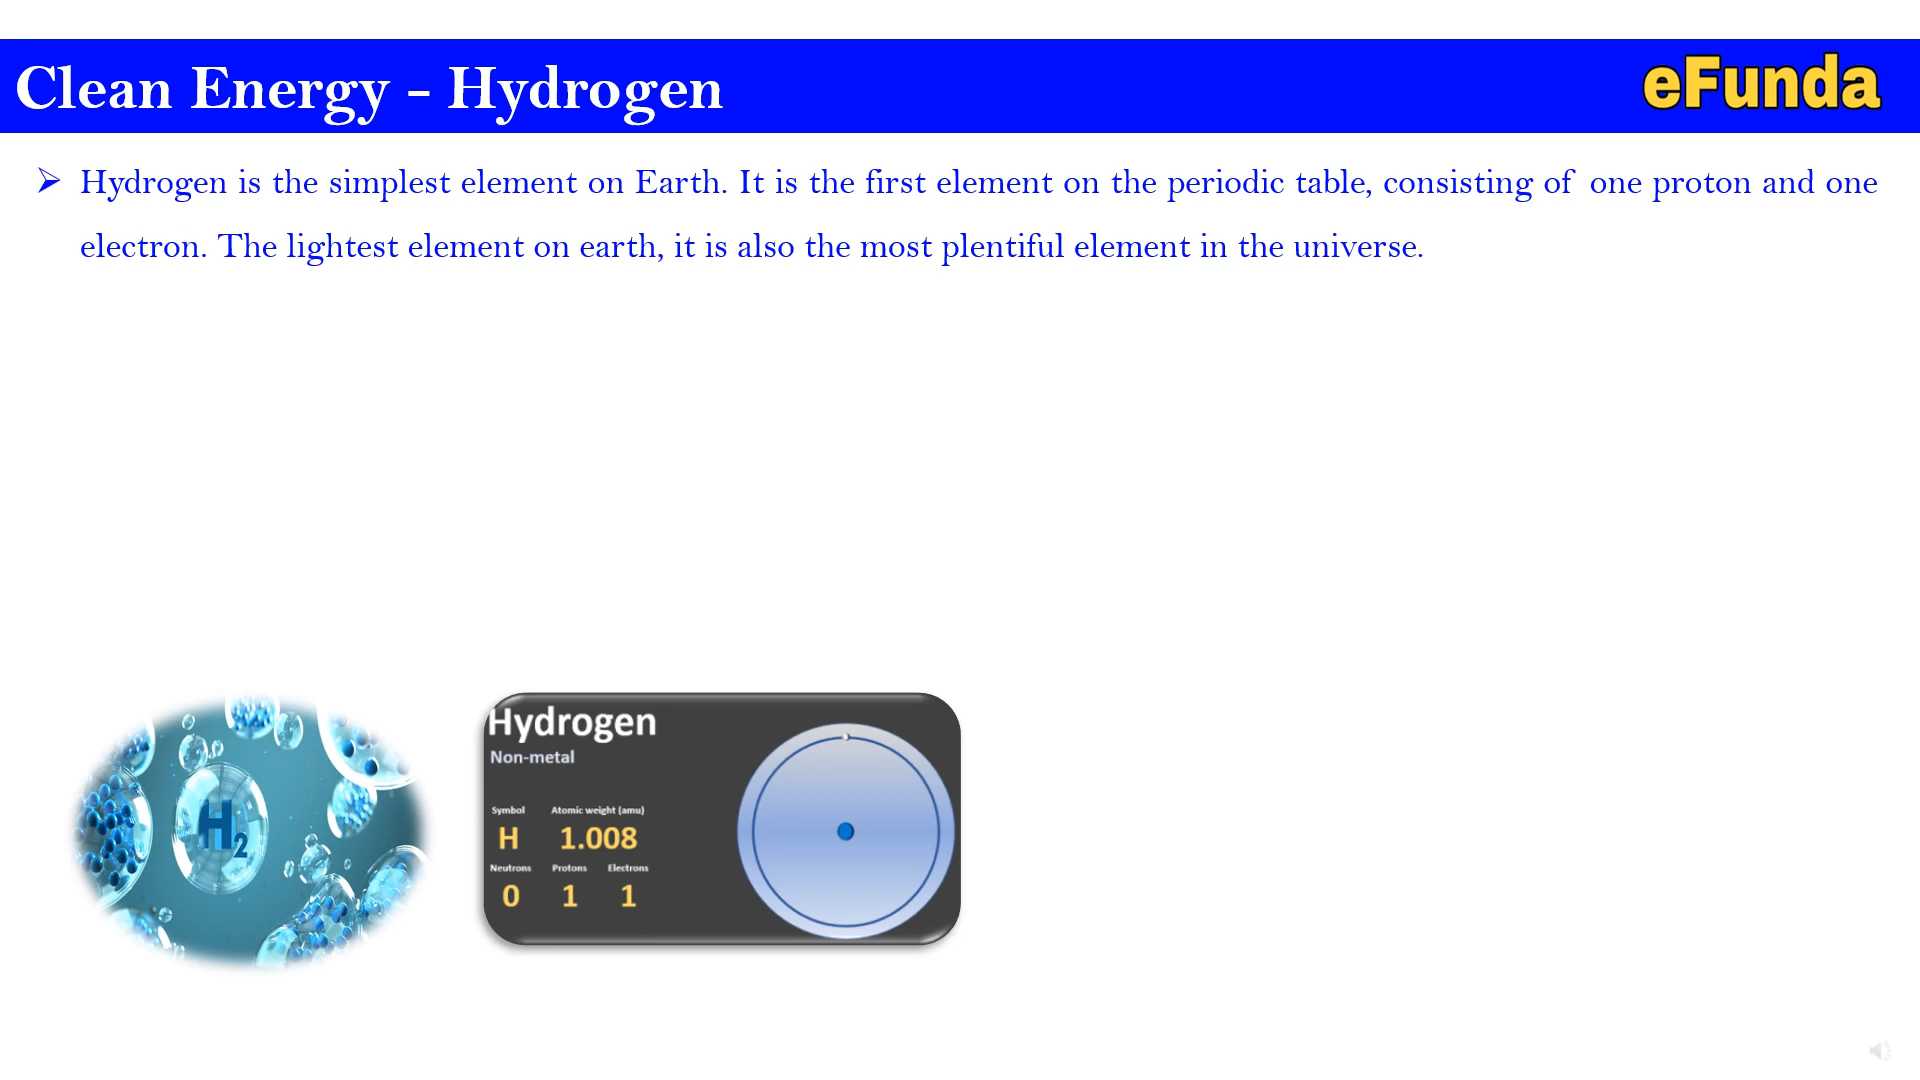 Clean Energy – Hydrogen
eFunda
➢ Hydrogen is the simplest element on Earth. It is the first element on the periodic table, consisting of one proton and one
electron. The lightest element on earth, it is also the most plentiful element in the universe.
H2
Hydrogen
Non-metal
Symbol Atomic weight (amu)
H 1.008
Neutrons Protons Electrons
0 1 1